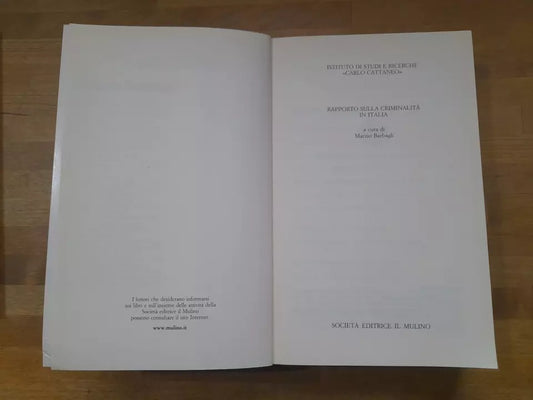 I lettori che desiderano informarsi
sui libri e sull'insieme delle attività della
Società editrice il Mulino
possono consultare il sito Internet:
www.mulino.it
ISTITUTO DI STUDI E RICERCHE
«CARLO CATTANEO»
RAPPORTO SULLA CRIMINALITÀ
IN ITALIA
a cura di
Marzio Barbagli
SOCIETÀ EDITRICE IL MULINO